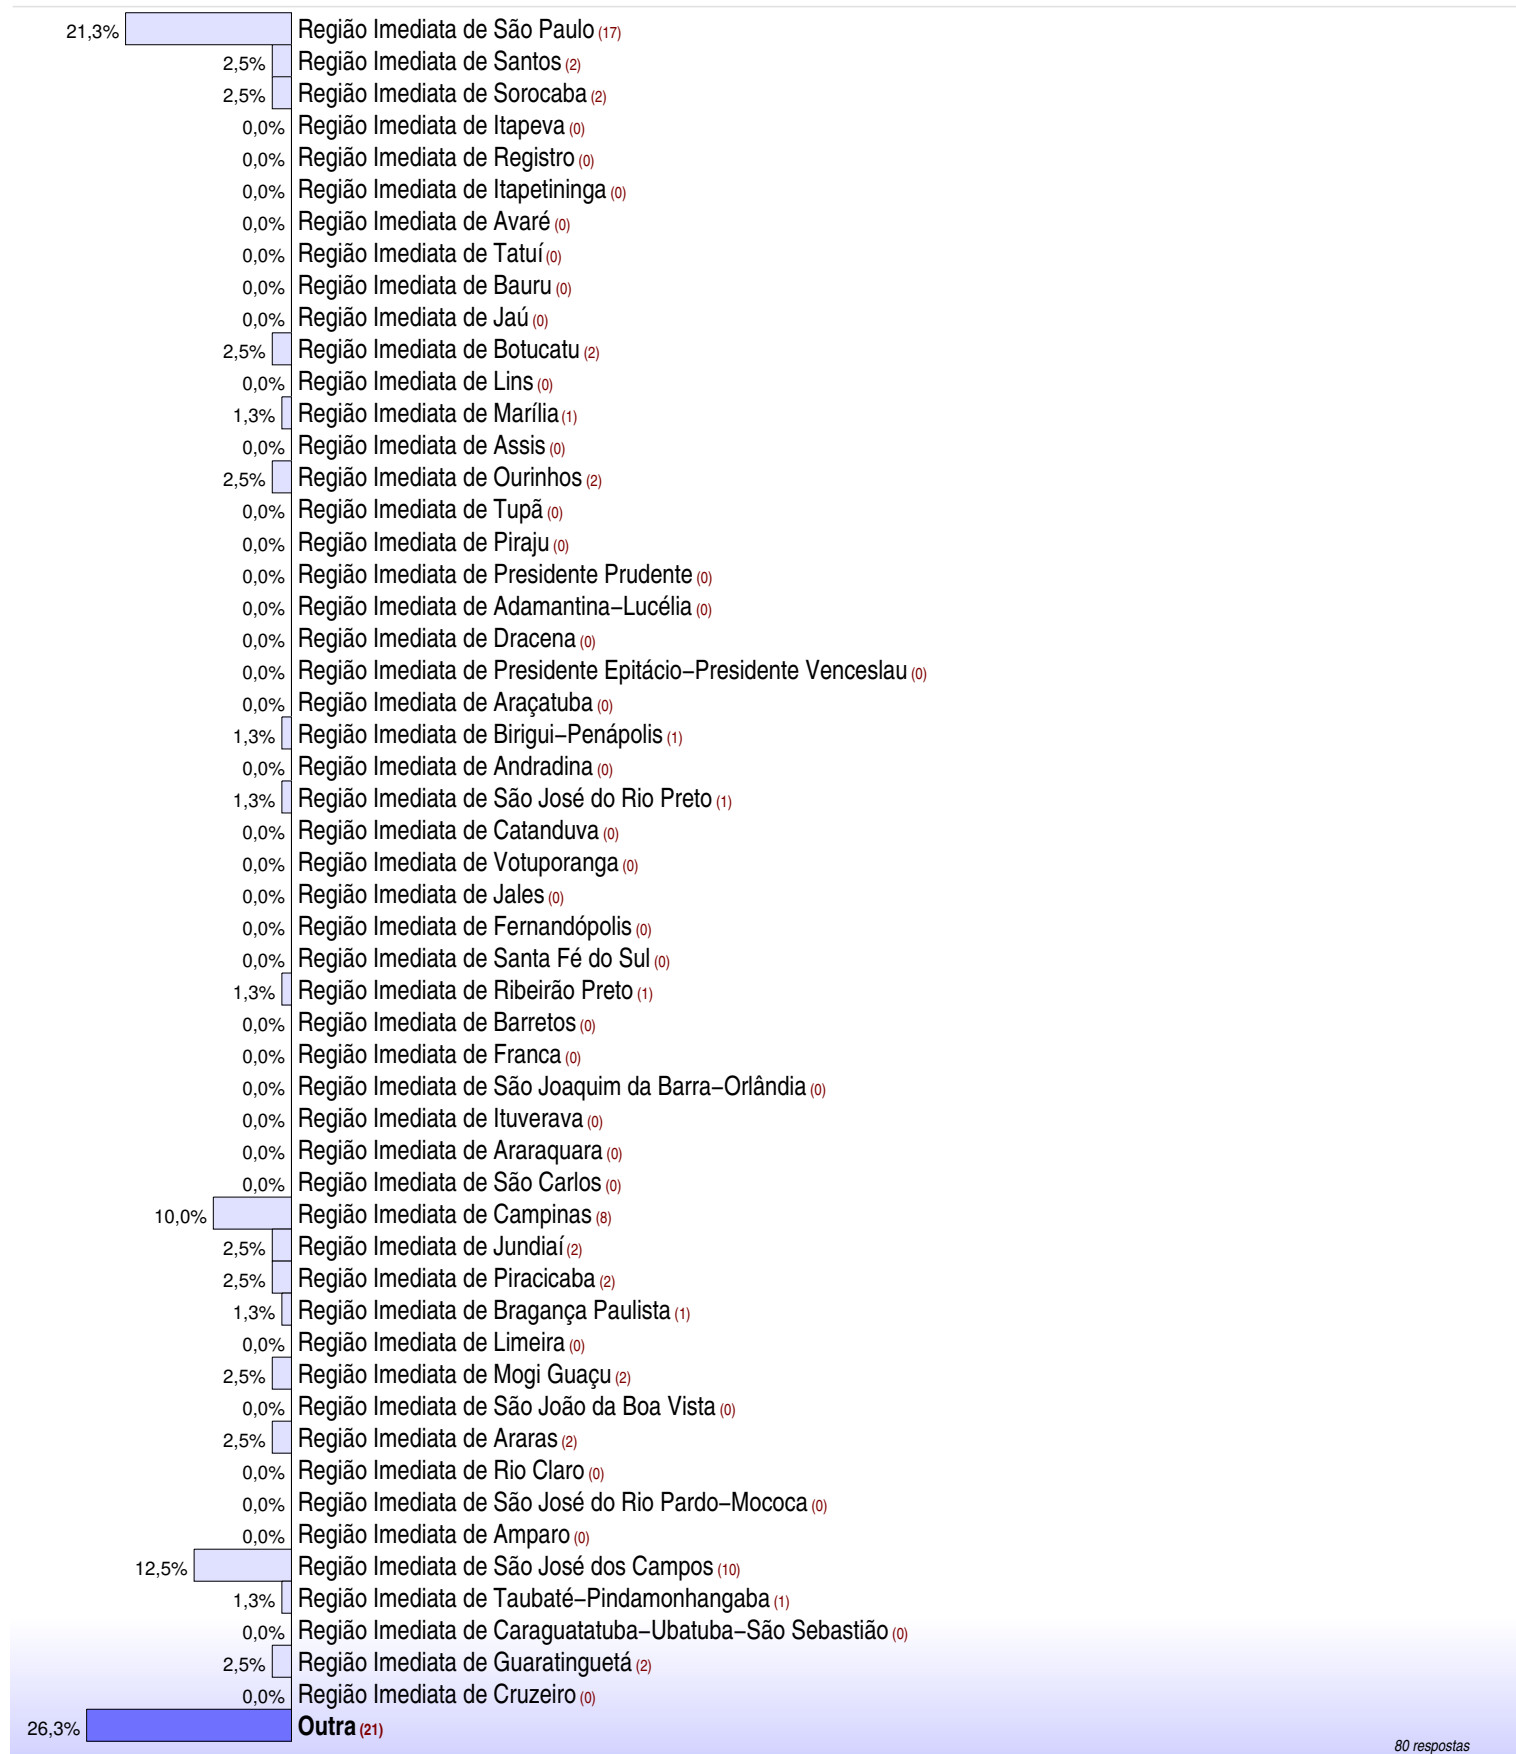 21,3% Região Imediata de São Paulo (17)
2,5% Região Imediata de Santos (2)
2,5% Região Imediata de Sorocaba (2)
0,0% Região Imediata de Itapeva (0)
0,0% Região Imediata de Registro (0)
0,0% Região Imediata de Itapetininga (0)
0,0% Região Imediata de Avaré (0)
0,0% Região Imediata de Tatuí (0)
0,0% Região Imediata de Bauru (0)
0,0% Região Imediata de Jaú (0)
2,5% Região Imediata de Botucatu (2)
0,0% Região Imediata de Lins (0)
1,3% Região Imediata de Marília (1)
0,0% Região Imediata de Assis (0)
2,5% Região Imediata de Ourinhos (2)
0,0% Região Imediata de Tupã (0)
0,0% Região Imediata de Piraju (0)
0,0% Região Imediata de Presidente Prudente (0)
0,0% Região Imediata de Adamantina–Lucélia (0)
0,0% Região Imediata de Dracena (0)
0,0% Região Imediata de Presidente Epitácio–Presidente Venceslau (0)
0,0% Região Imediata de Araçatuba (0)
1,3% Região Imediata de Birigui–Penápolis (1)
0,0% Região Imediata de Andradina (0)
1,3% Região Imediata de São José do Rio Preto (1)
0,0% Região Imediata de Catanduva (0)
0,0% Região Imediata de Votuporanga (0)
0,0% Região Imediata de Jales (0)
0,0% Região Imediata de Fernandópolis (0)
0,0% Região Imediata de Santa Fé do Sul (0)
1,3% Região Imediata de Ribeirão Preto (1)
0,0% Região Imediata de Barretos (0)
0,0% Região Imediata de Franca (0)
0,0% Região Imediata de São Joaquim da Barra–Orlândia (0)
0,0% Região Imediata de Ituverava (0)
0,0% Região Imediata de Araraquara (0)
0,0% Região Imediata de São Carlos (0)
10,0% Região Imediata de Campinas (8)
2,5% Região Imediata de Jundiaí (2)
2,5% Região Imediata de Piracicaba (2)
1,3% Região Imediata de Bragança Paulista (1)
0,0% Região Imediata de Limeira (0)
2,5% Região Imediata de Mogi Guaçu (2)
0,0% Região Imediata de São João da Boa Vista (0)
2,5% Região Imediata de Araras (2)
0,0% Região Imediata de Rio Claro (0)
0,0% Região Imediata de São José do Rio Pardo–Mococa (0)
0,0% Região Imediata de Amparo (0)
12,5% Região Imediata de São José dos Campos (10)
1,3% Região Imediata de Taubaté–Pindamonhangaba (1)
0,0% Região Imediata de Caraguatatuba–Ubatuba–São Sebastião (0)
2,5% Região Imediata de Guaratinguetá (2)
0,0% Região Imediata de Cruzeiro (0)
26,3% Outra (21)
80 respostas